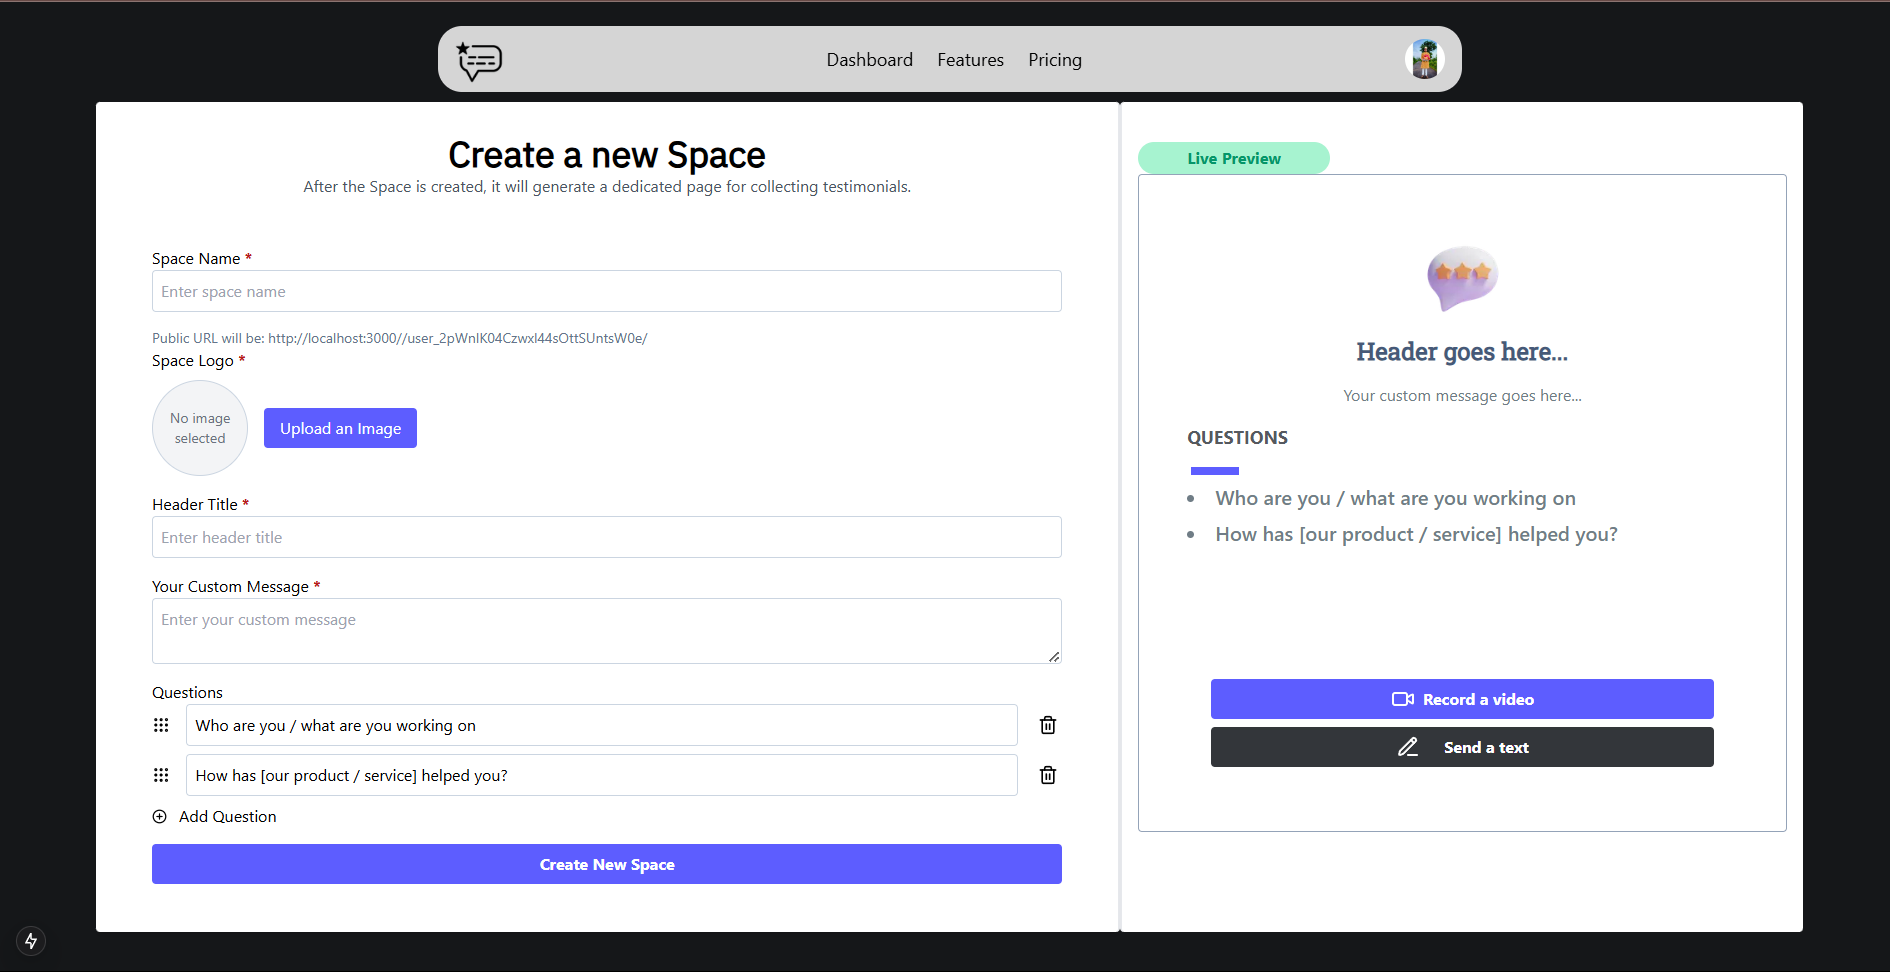 Dashboard Features Pricing
Create a new Space
After the Space is created, it will generate a dedicated page for collecting testimonials.
Space Name *
Enter space name
Public URL will be: http://localhost:3000//user_2pWnlK04Czwxl44sOttSUntsW0e/
Space Logo *
No image
selected
Upload an Image
Header Title *
Enter header title
Your Custom Message *
Enter your custom message
Questions
Who are you / what are you working on
How has [our product / service] helped you?
Add Question
Create New Space
Live Preview
Header goes here...
Your custom message goes here...
QUESTIONS
Who are you / what are you working on
How has [our product / service] helped you?
Record a video
Send a text